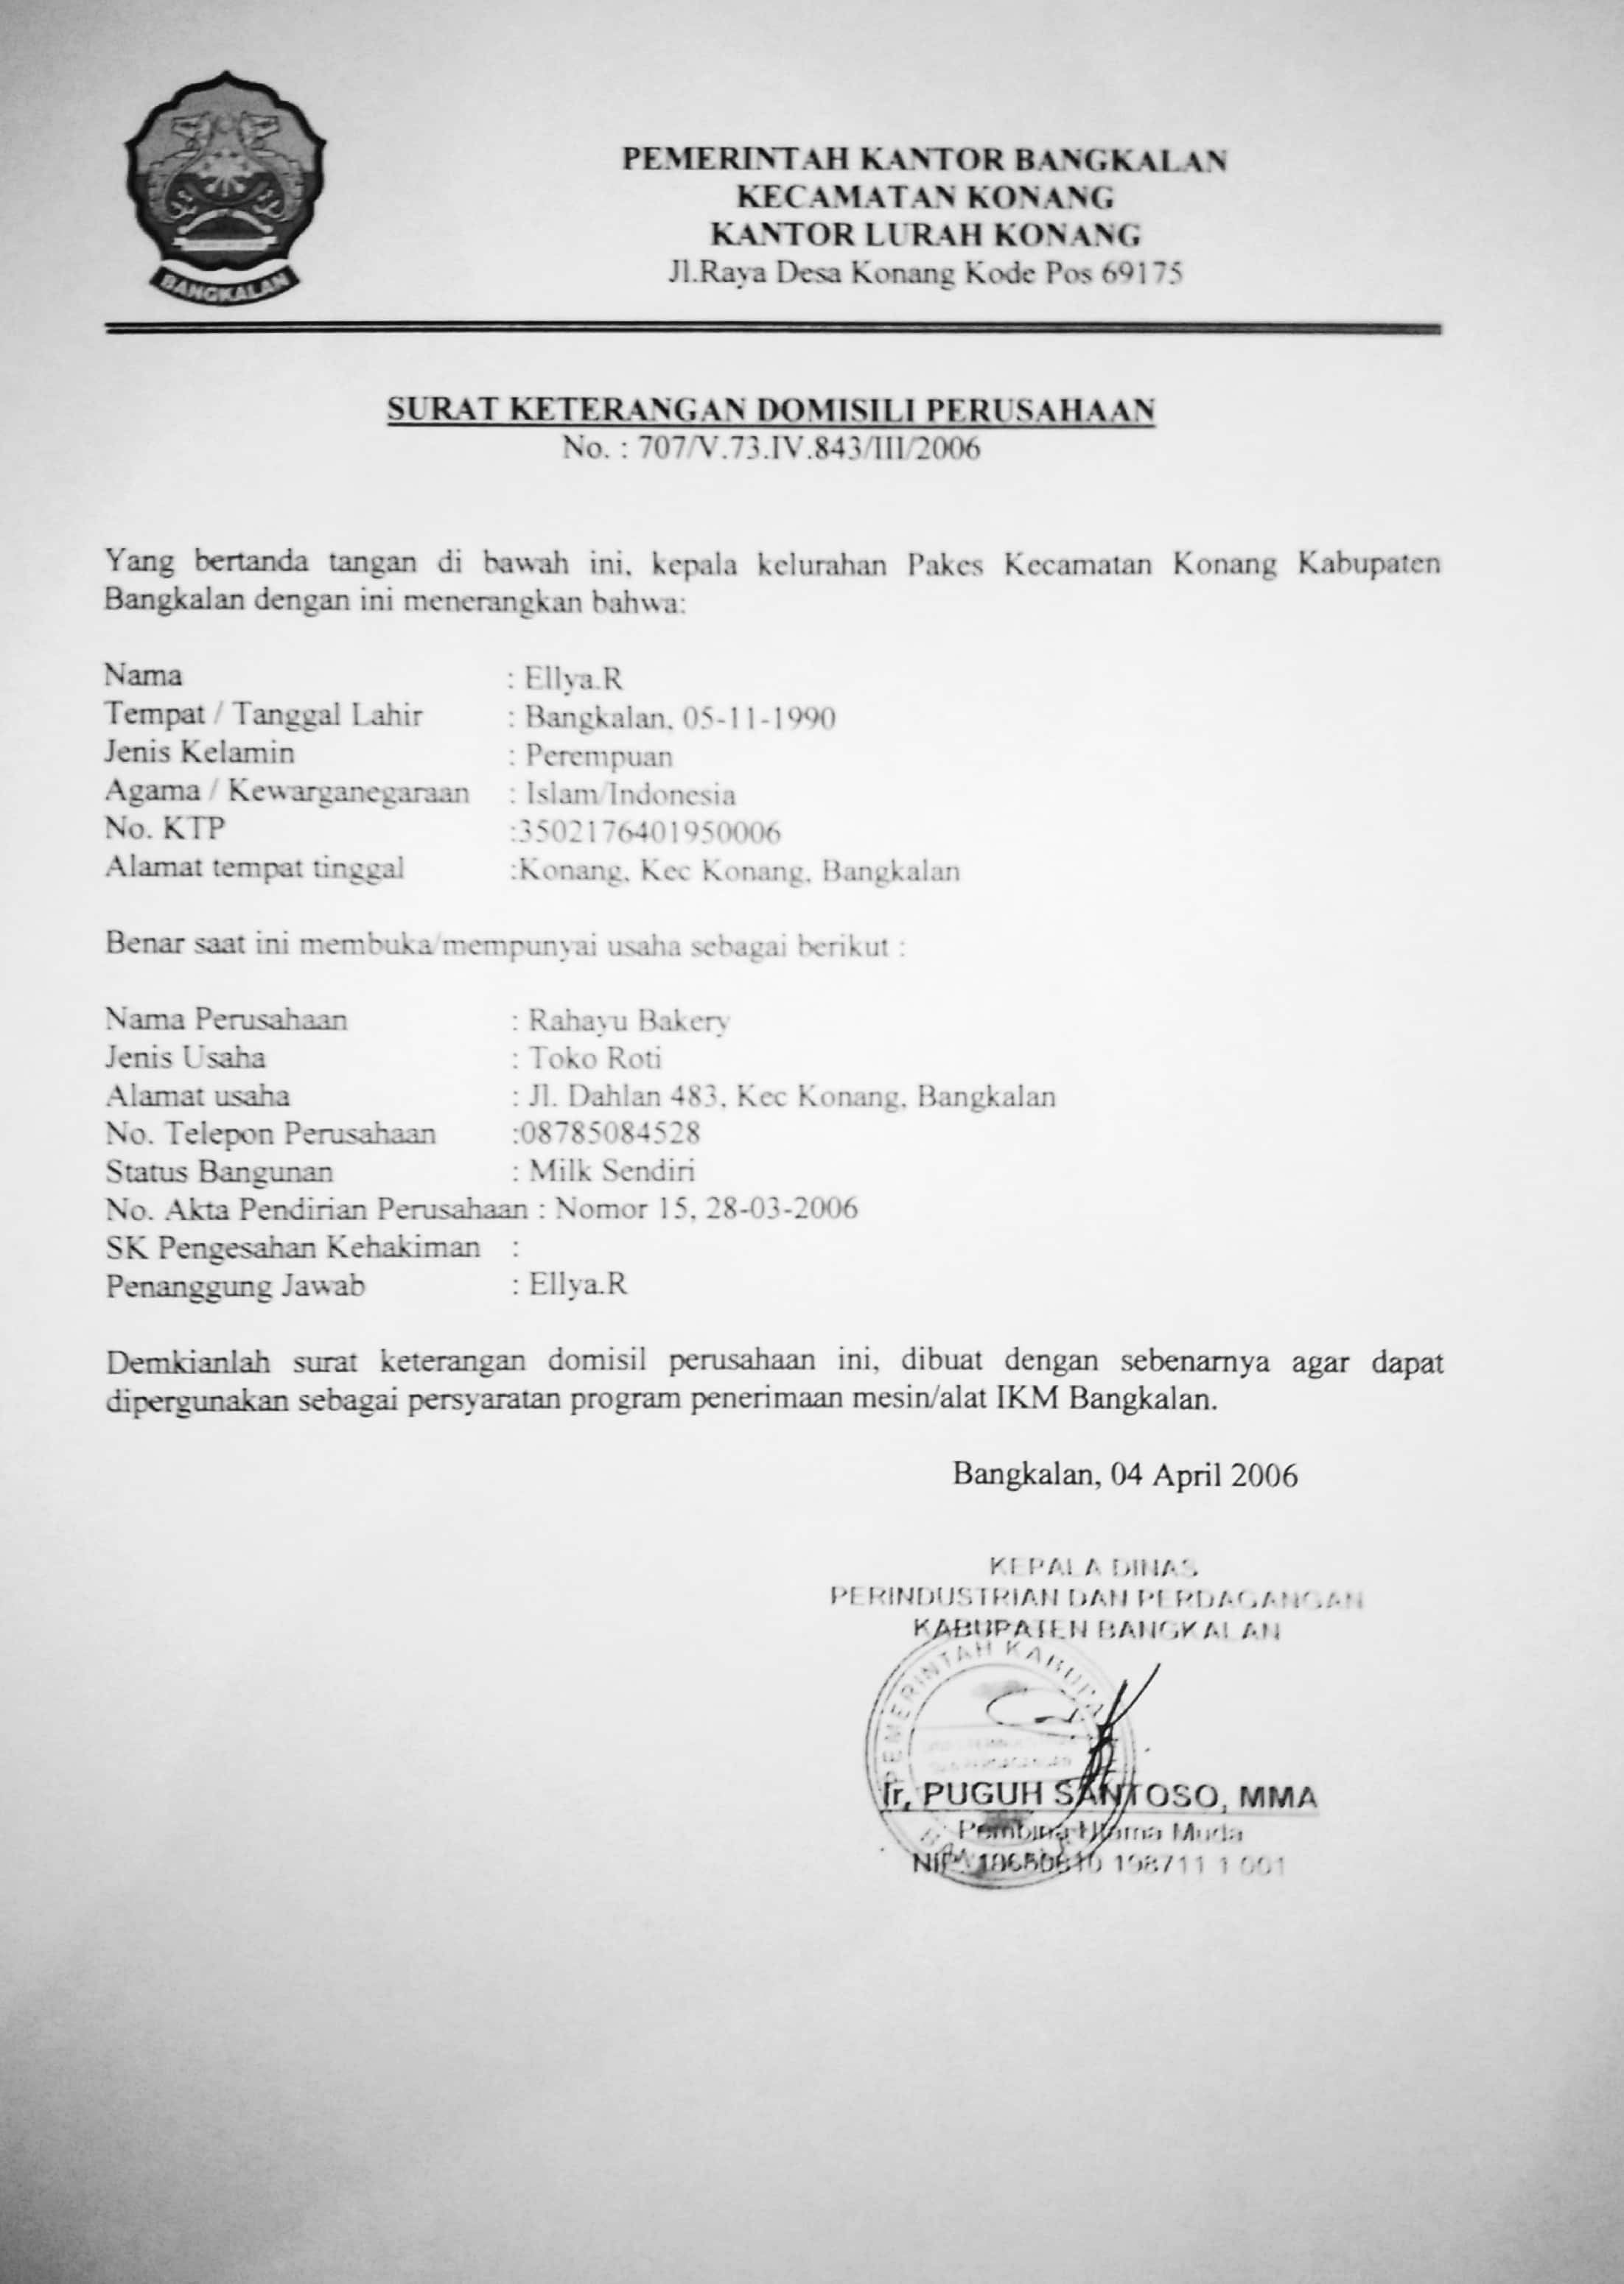 BANGKALAN
PEMERINTAH KANTOR BANGKALAN
KECAMATAN KONANG
KANTOR LURAH KONANG
Jl.Raya Desa Konang Kode Pos 69175
SURAT KETERANGAN DOMISILI PERUSAHAAN
No. : 707/V.73.IV.843/III/2006
Yang bertanda tangan di bawah ini, kepala kelurahan Pakes Kecamatan Konang Kabupaten
Bangkalan dengan ini menerangkan bahwa:
Nama : Ellya.R
Tempat / Tanggal Lahir : Bangkalan, 05-11-1990
Jenis Kelamin : Perempuan
Agama / Kewarganegaraan : Islam/Indonesia
No. KTP :3502176401950006
Alamat tempat tinggal :Konang, Kec Konang, Bangkalan
Benar saat ini membuka/mempunyai usaha sebagai berikut :
Nama Perusahaan : Rahayu Bakery
Jenis Usaha : Toko Roti
Alamat usaha : Jl. Dahlan 483, Kec Konang, Bangkalan
No. Telepon Perusahaan :08785084528
Status Bangunan : Milk Sendiri
No. Akta Pendirian Perusahaan : Nomor 15, 28-03-2006
SK Pengesahan Kehakiman :
Penanggung Jawab : Ellya.R
Demkianlah surat keterangan domisil perusahaan ini, dibuat dengan sebenarnya agar dapat
dipergunakan sebagai persyaratan program penerimaan mesin/alat IKM Bangkalan.
Bangkalan, 04 April 2006
KEPALA DINAS
PERINDUSTRIAN DAN PERDAGANGAN
KABUPATEN BANGKALAN
PEMERINTAH KABUPA
Ir, PUGUH SANTOSO, MMA
Pembina Utama Muda
NIP. 198711 1 001